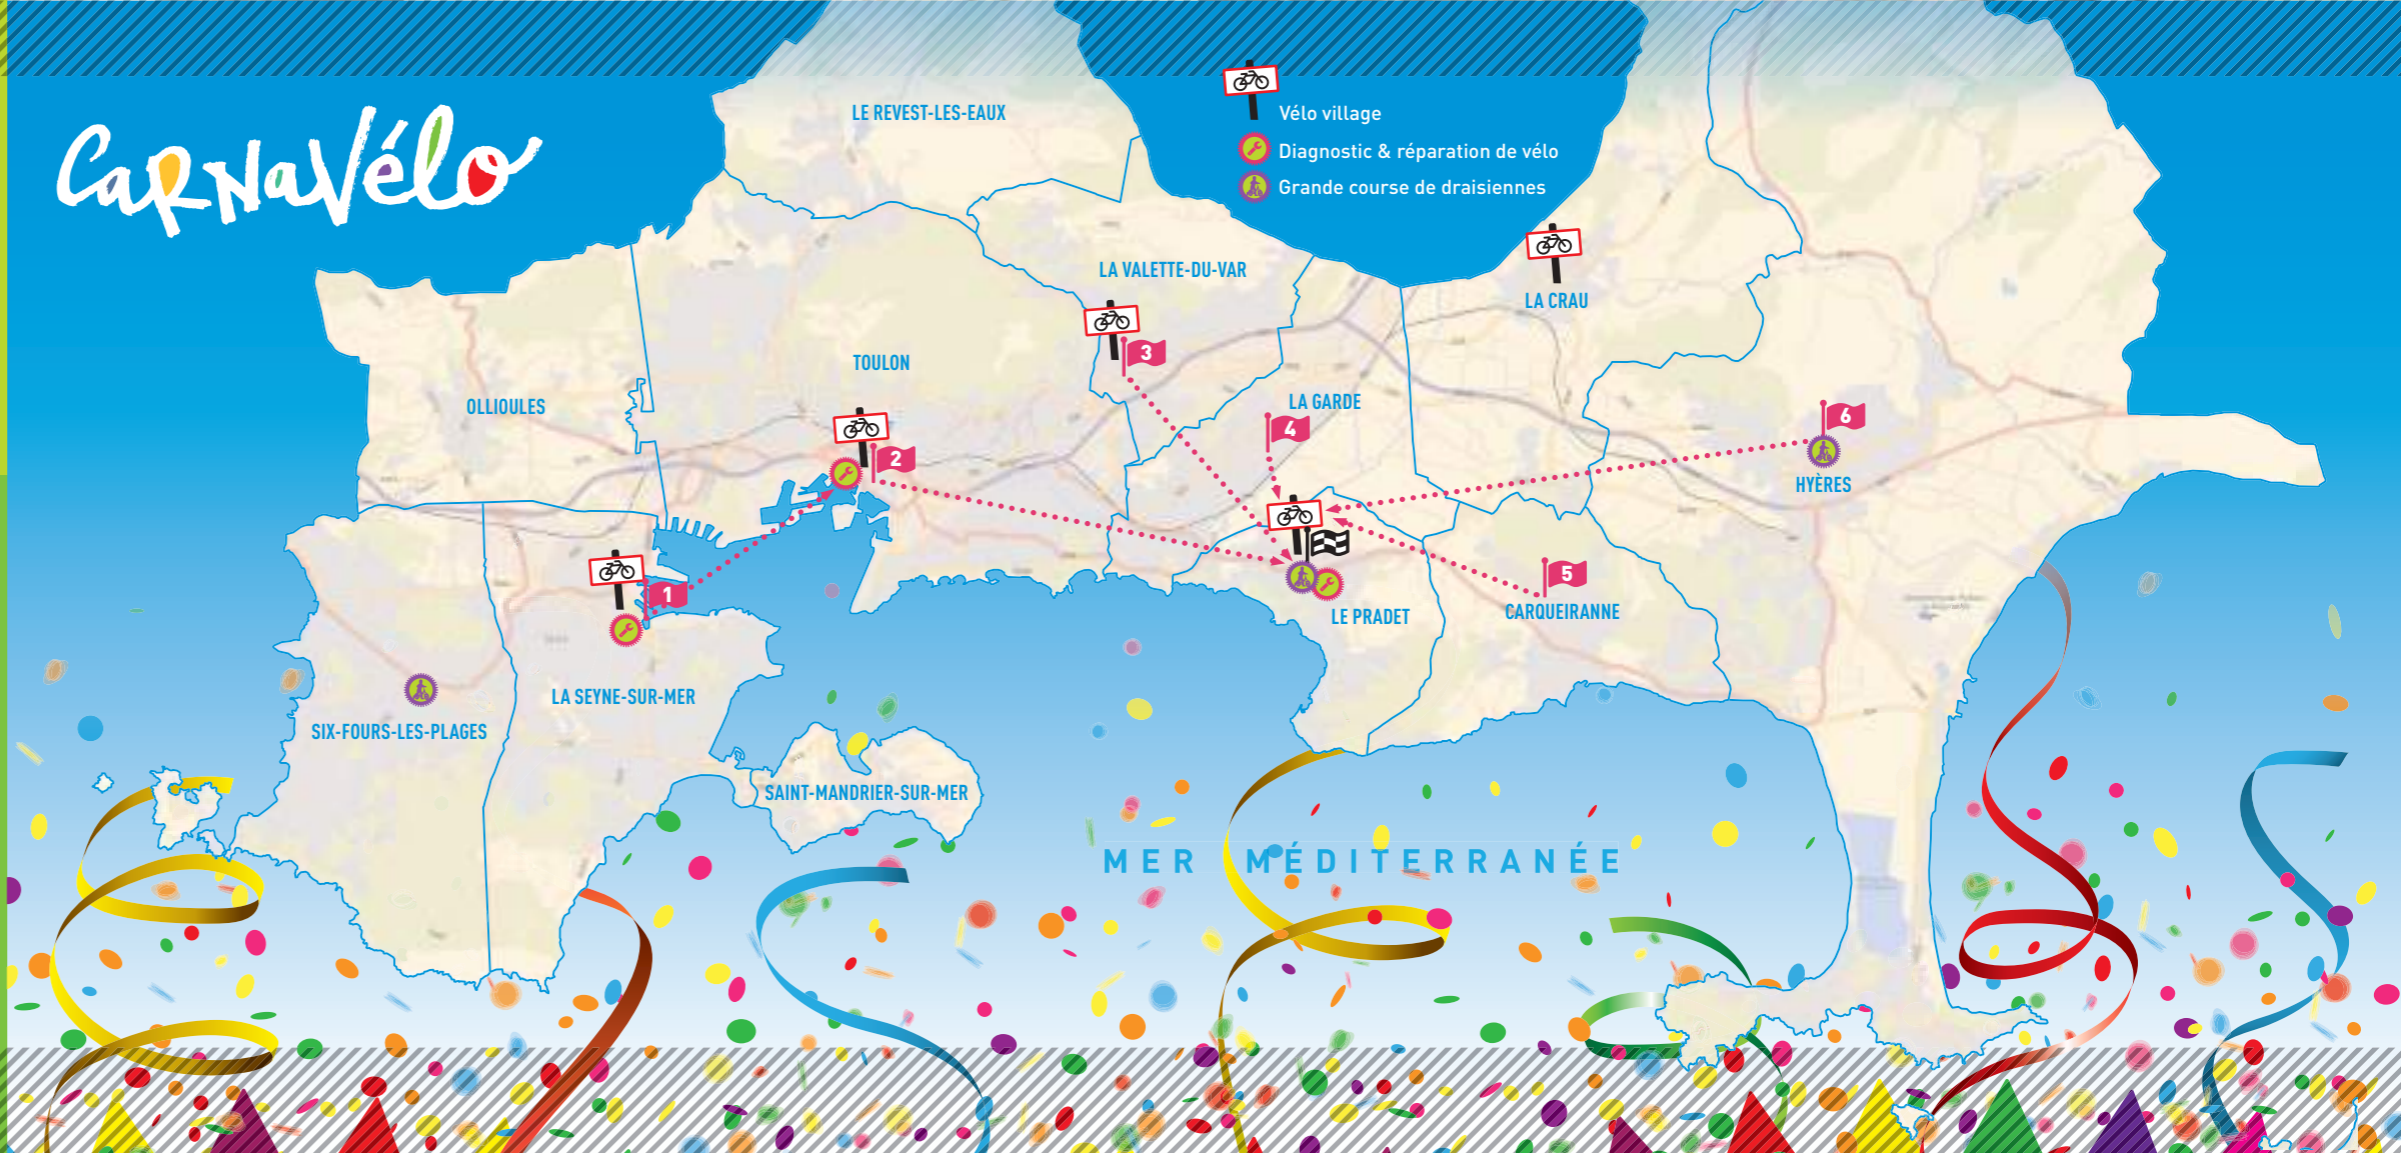 CaRNaVélo
Vélo village
Diagnostic & réparation de vélo
Grande course de draisiennes
LE REVEST-LES-EAUX
LA VALETTE-DU-VAR
LA CRAU
3
TOULON
OLLIOULES
LA GARDE
4
6
2
HYÈRES
1
5
LE PRADET
CARQUEIRANNE
LA SEYNE-SUR-MER
SIX-FOURS-LES-PLAGES
SAINT-MANDRIER-SUR-MER
MER MÉDITERRANÉE